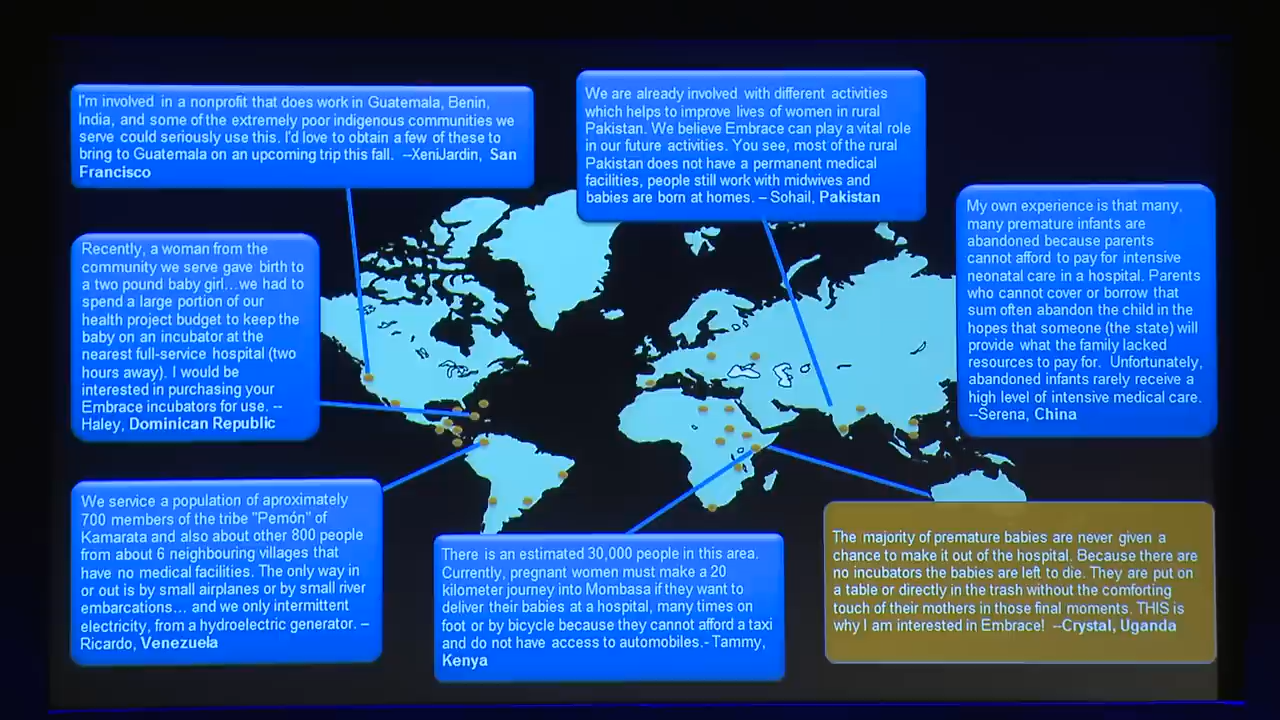 I'm involved in a nonprofit that does work in Guatemala, Benin,
India, and some of the extremely poor indigenous communities we
serve could seriously use this. I'd love to obtain a few of these to
bring to Guatemala on an upcoming trip this fall. --XeniJardin, San
Francisco
We are already involved with different activities
which helps to improve lives of women in rural
Pakistan. We believe Embrace can play a vital role
in our future activities. You see, most of the rural
Pakistan does not have a permanent medical
facilities, people still work with midwives and
babies are born at homes. – Sohail, Pakistan
My own experience is that many,
many premature infants are
abandoned because parents
cannot afford to pay for intensive
neonatal care in a hospital. Parents
who cannot cover or borrow that
sum often abandon the child in the
hopes that someone (the state) will
provide what the family lacked
resources to pay for. Unfortunately,
abandoned infants rarely receive a
high level of intensive medical care.
--Serena, China
Recently, a woman from the
community we serve gave birth to
a two pound baby girl...we had to
spend a large portion of our
health project budget to keep the
baby on an incubator at the
nearest full-service hospital (two
hours away). I would be
interested in purchasing your
Embrace incubators for use. --
Haley, Dominican Republic
We service a population of aproximately
700 members of the tribe "Pemón" of
Kamarata and also about other 800 people
from about 6 neighbouring villages that
have no medical facilities. The only way in
or out is by small airplanes or by small river
embarcations... and we only intermittent
electricity, from a hydroelectric generator. –
Ricardo, Venezuela
There is an estimated 30,000 people in this area.
Currently, pregnant women must make a 20
kilometer journey into Mombasa if they want to
deliver their babies at a hospital, many times on
foot or by bicycle because they cannot afford a taxi
and do not have access to automobiles.- Tammy,
Kenya
The majority of premature babies are never given a
chance to make it out of the hospital. Because there are
no incubators the babies are left to die. They are put on
a table or directly in the trash without the comforting
touch of their mothers in those final moments. THIS is
why I am interested in Embrace! --Crystal, Uganda